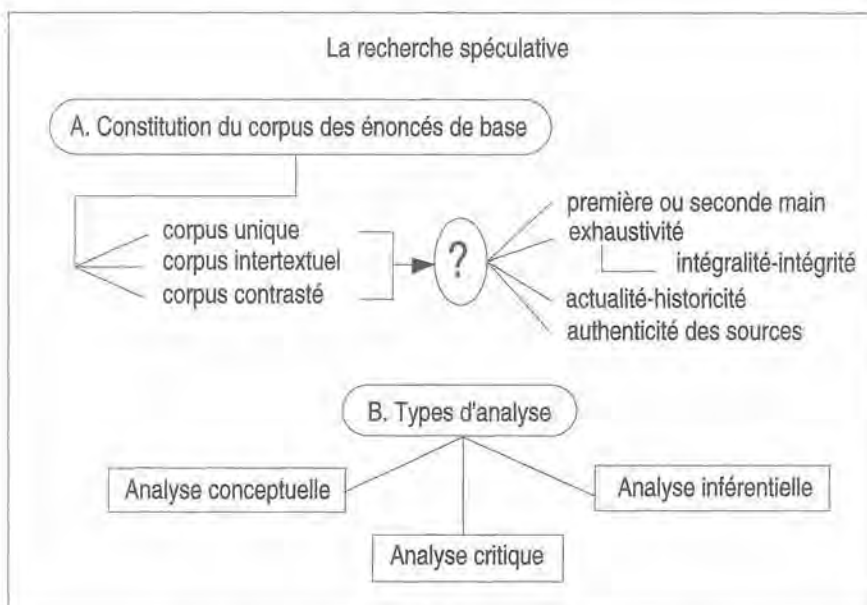 La recherche spéculative
A. Constitution du corpus des énoncés de base
corpus unique
corpus intertextuel
corpus contrasté
?
première ou seconde main
exhaustivité
intégralité-intégrité
actualité-historicité
authenticité des sources
B. Types d'analyse
Analyse conceptuelle
Analyse inférentielle
Analyse critique